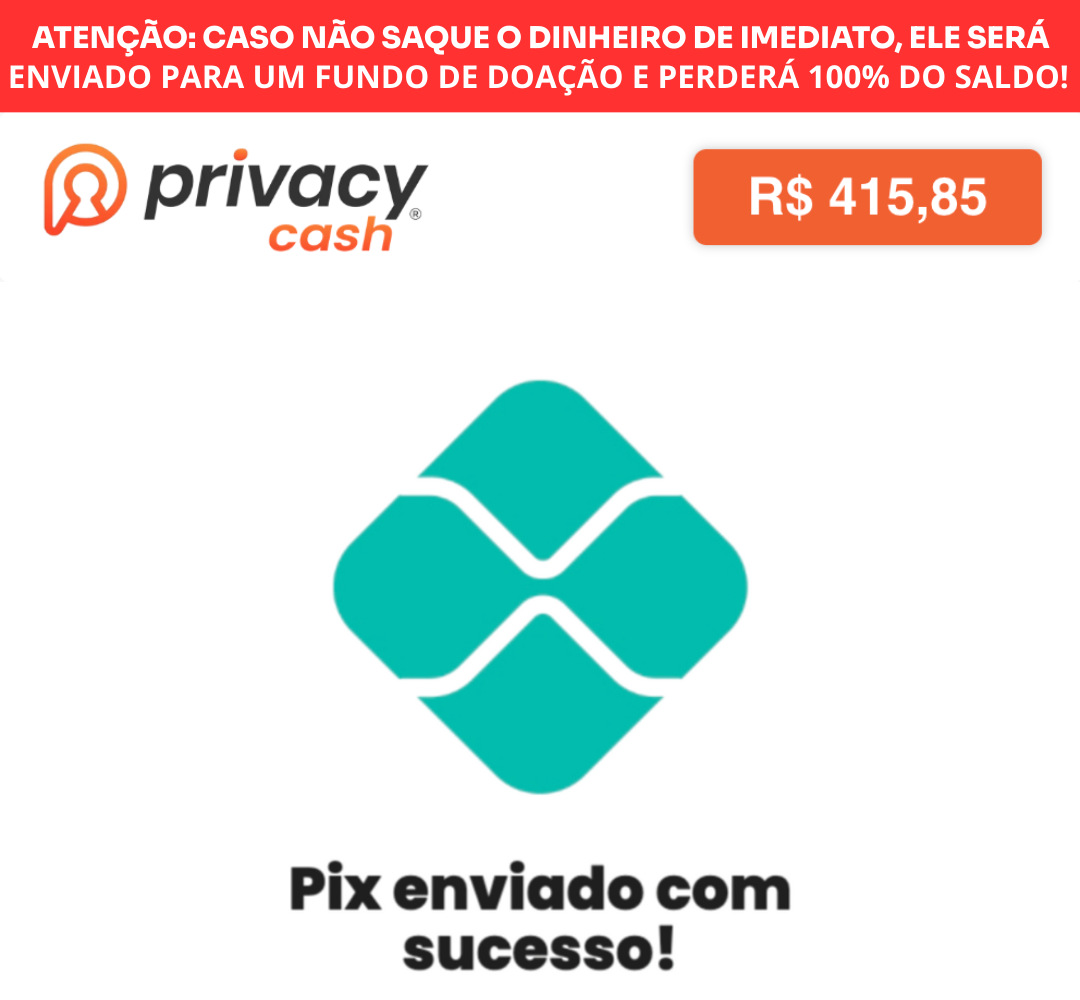 ATENÇÃO: CASO NÃO SAQUE O DINHEIRO DE IMEDIATO, ELE SERÁ
ENVIADO PARA UM FUNDO DE DOAÇÃO E PERDERÁ 100% DO SALDO!
privacy®
cash
R$ 415,85
Pix enviado com
sucesso!